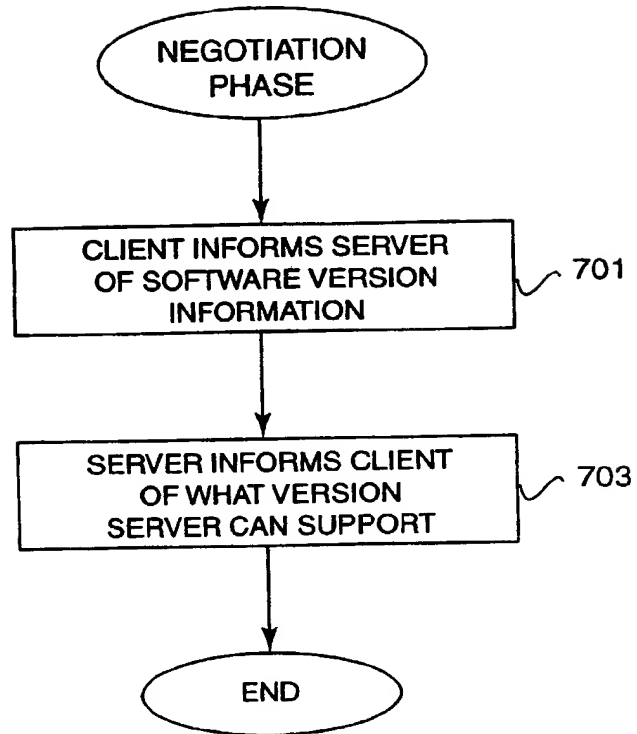 NEGOTIATION
PHASE
CLIENT INFORMS SERVER
OF SOFTWARE VERSION
INFORMATION
701
SERVER INFORMS CLIENT
OF WHAT VERSION
SERVER CAN SUPPORT
703
END